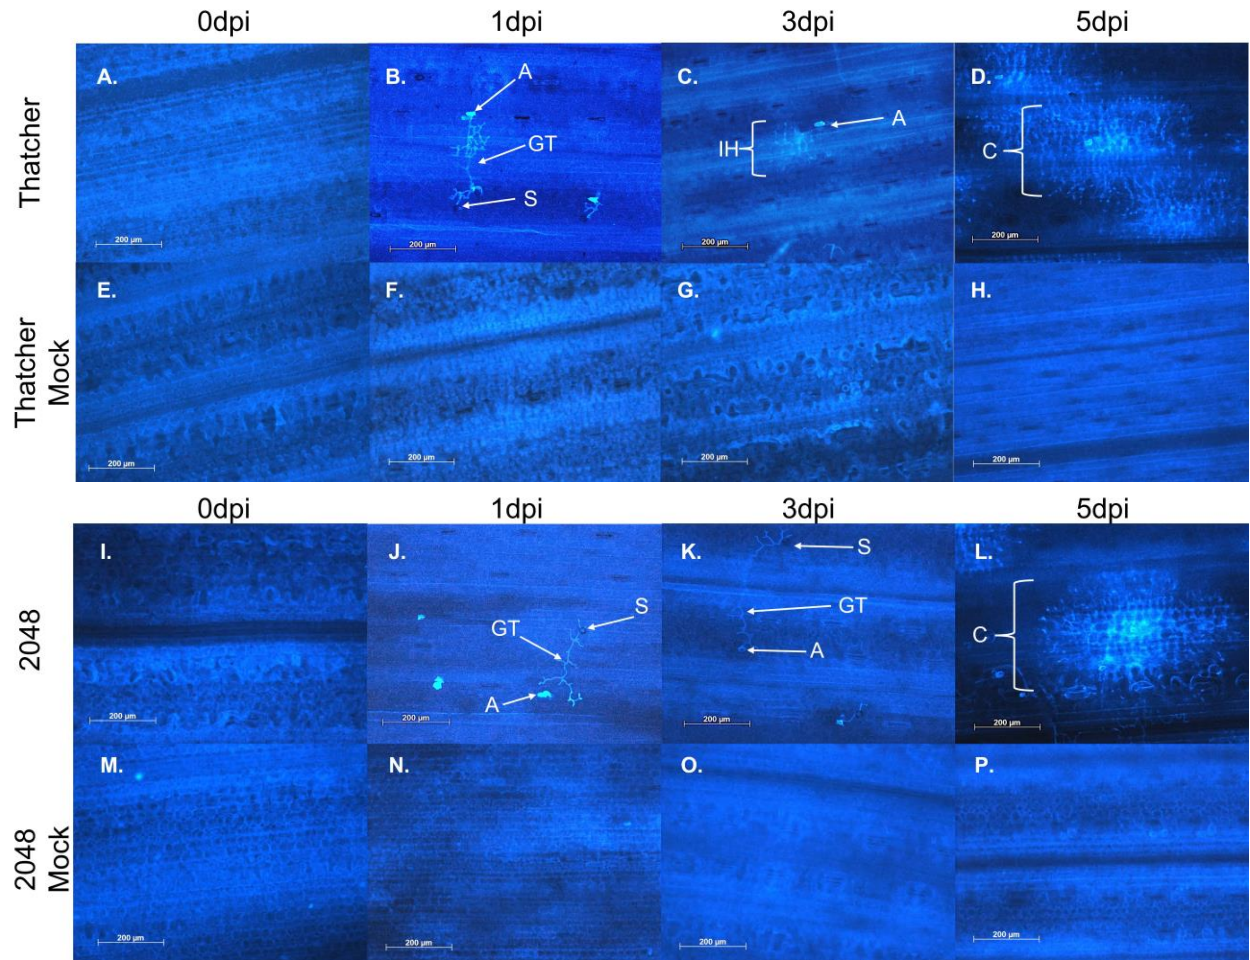 0dpi 1dpi 3dpi 5dpi
Thatcher
A. B. C. D.
A
GT
S
IH
A
C
200 µm 200 µm 200 µm 200 µm
Thatcher
Mock
E. F. G. H.
200 µm 200 µm 200 µm 200 µm
0dpi 1dpi 3dpi 5dpi
2048
I. J. K. L.
S
GT
A
S
GT
A
C
200 µm 200 µm 200 µm 200 µm
2048
Mock
M. N. O. P.
200 µm 200 µm 200 µm 200 µm